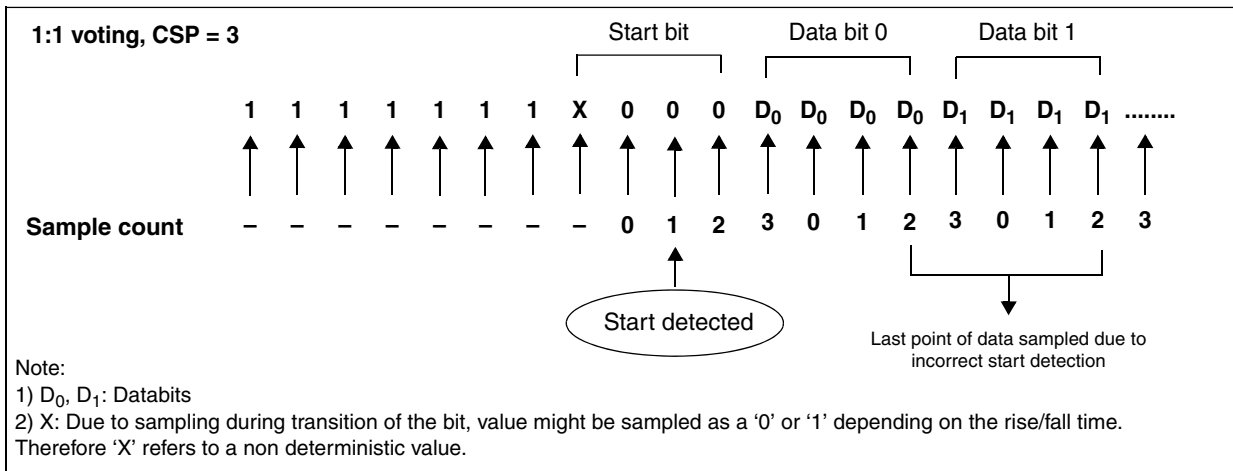 1:1 voting, CSP = 3
Start bit Data bit 0 Data bit 1
1 1 1 1 1 1 1 X 0 0 0 D0 D0 D0 D0 D1 D1 D1 D1 ........
Sample count – – – – – – – – 0 1 2 3 0 1 2 3 0 1 2 3
Start detected
Last point of data sampled due to
incorrect start detection
Note:
1) D0, D1: Databits
2) X: Due to sampling during transition of the bit, value might be sampled as a ‘0’ or ‘1’ depending on the rise/fall time.
Therefore ‘X’ refers to a non deterministic value.